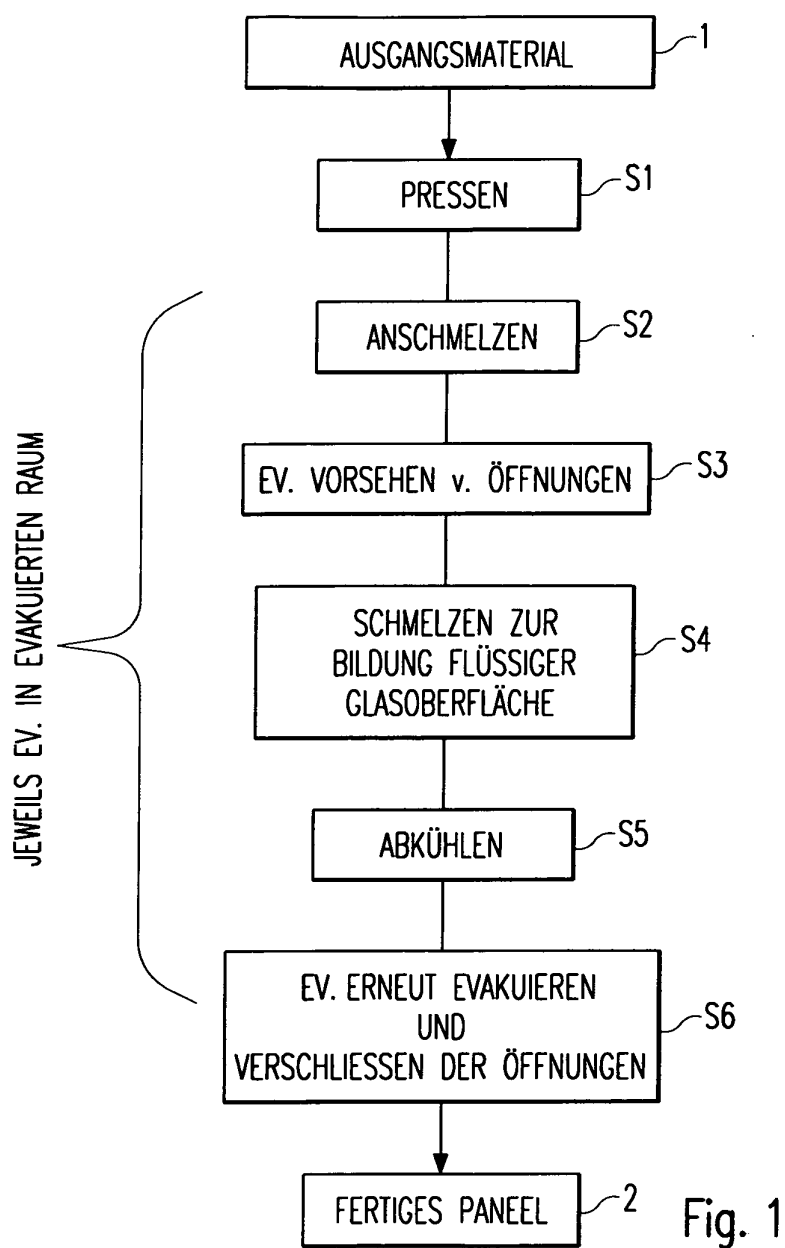 AUSGANGSMATERIAL
1
PRESSEN
S1
ANSCHMELZEN
S2
EV. VORSEHEN v. ÖFFNUNGEN
S3
SCHMELZEN ZUR
BILDUNG FLÜSSIGER
GLASOBERFLÄCHE
S4
ABKÜHLEN
S5
EV. ERNEUT EVAKUIEREN
UND
VERSCHLIESSEN DER ÖFFNUNGEN
S6
FERTIGES PANEEL
2
JEWEILS EV. IN EVAKUIERTEN RAUM
Fig. 1